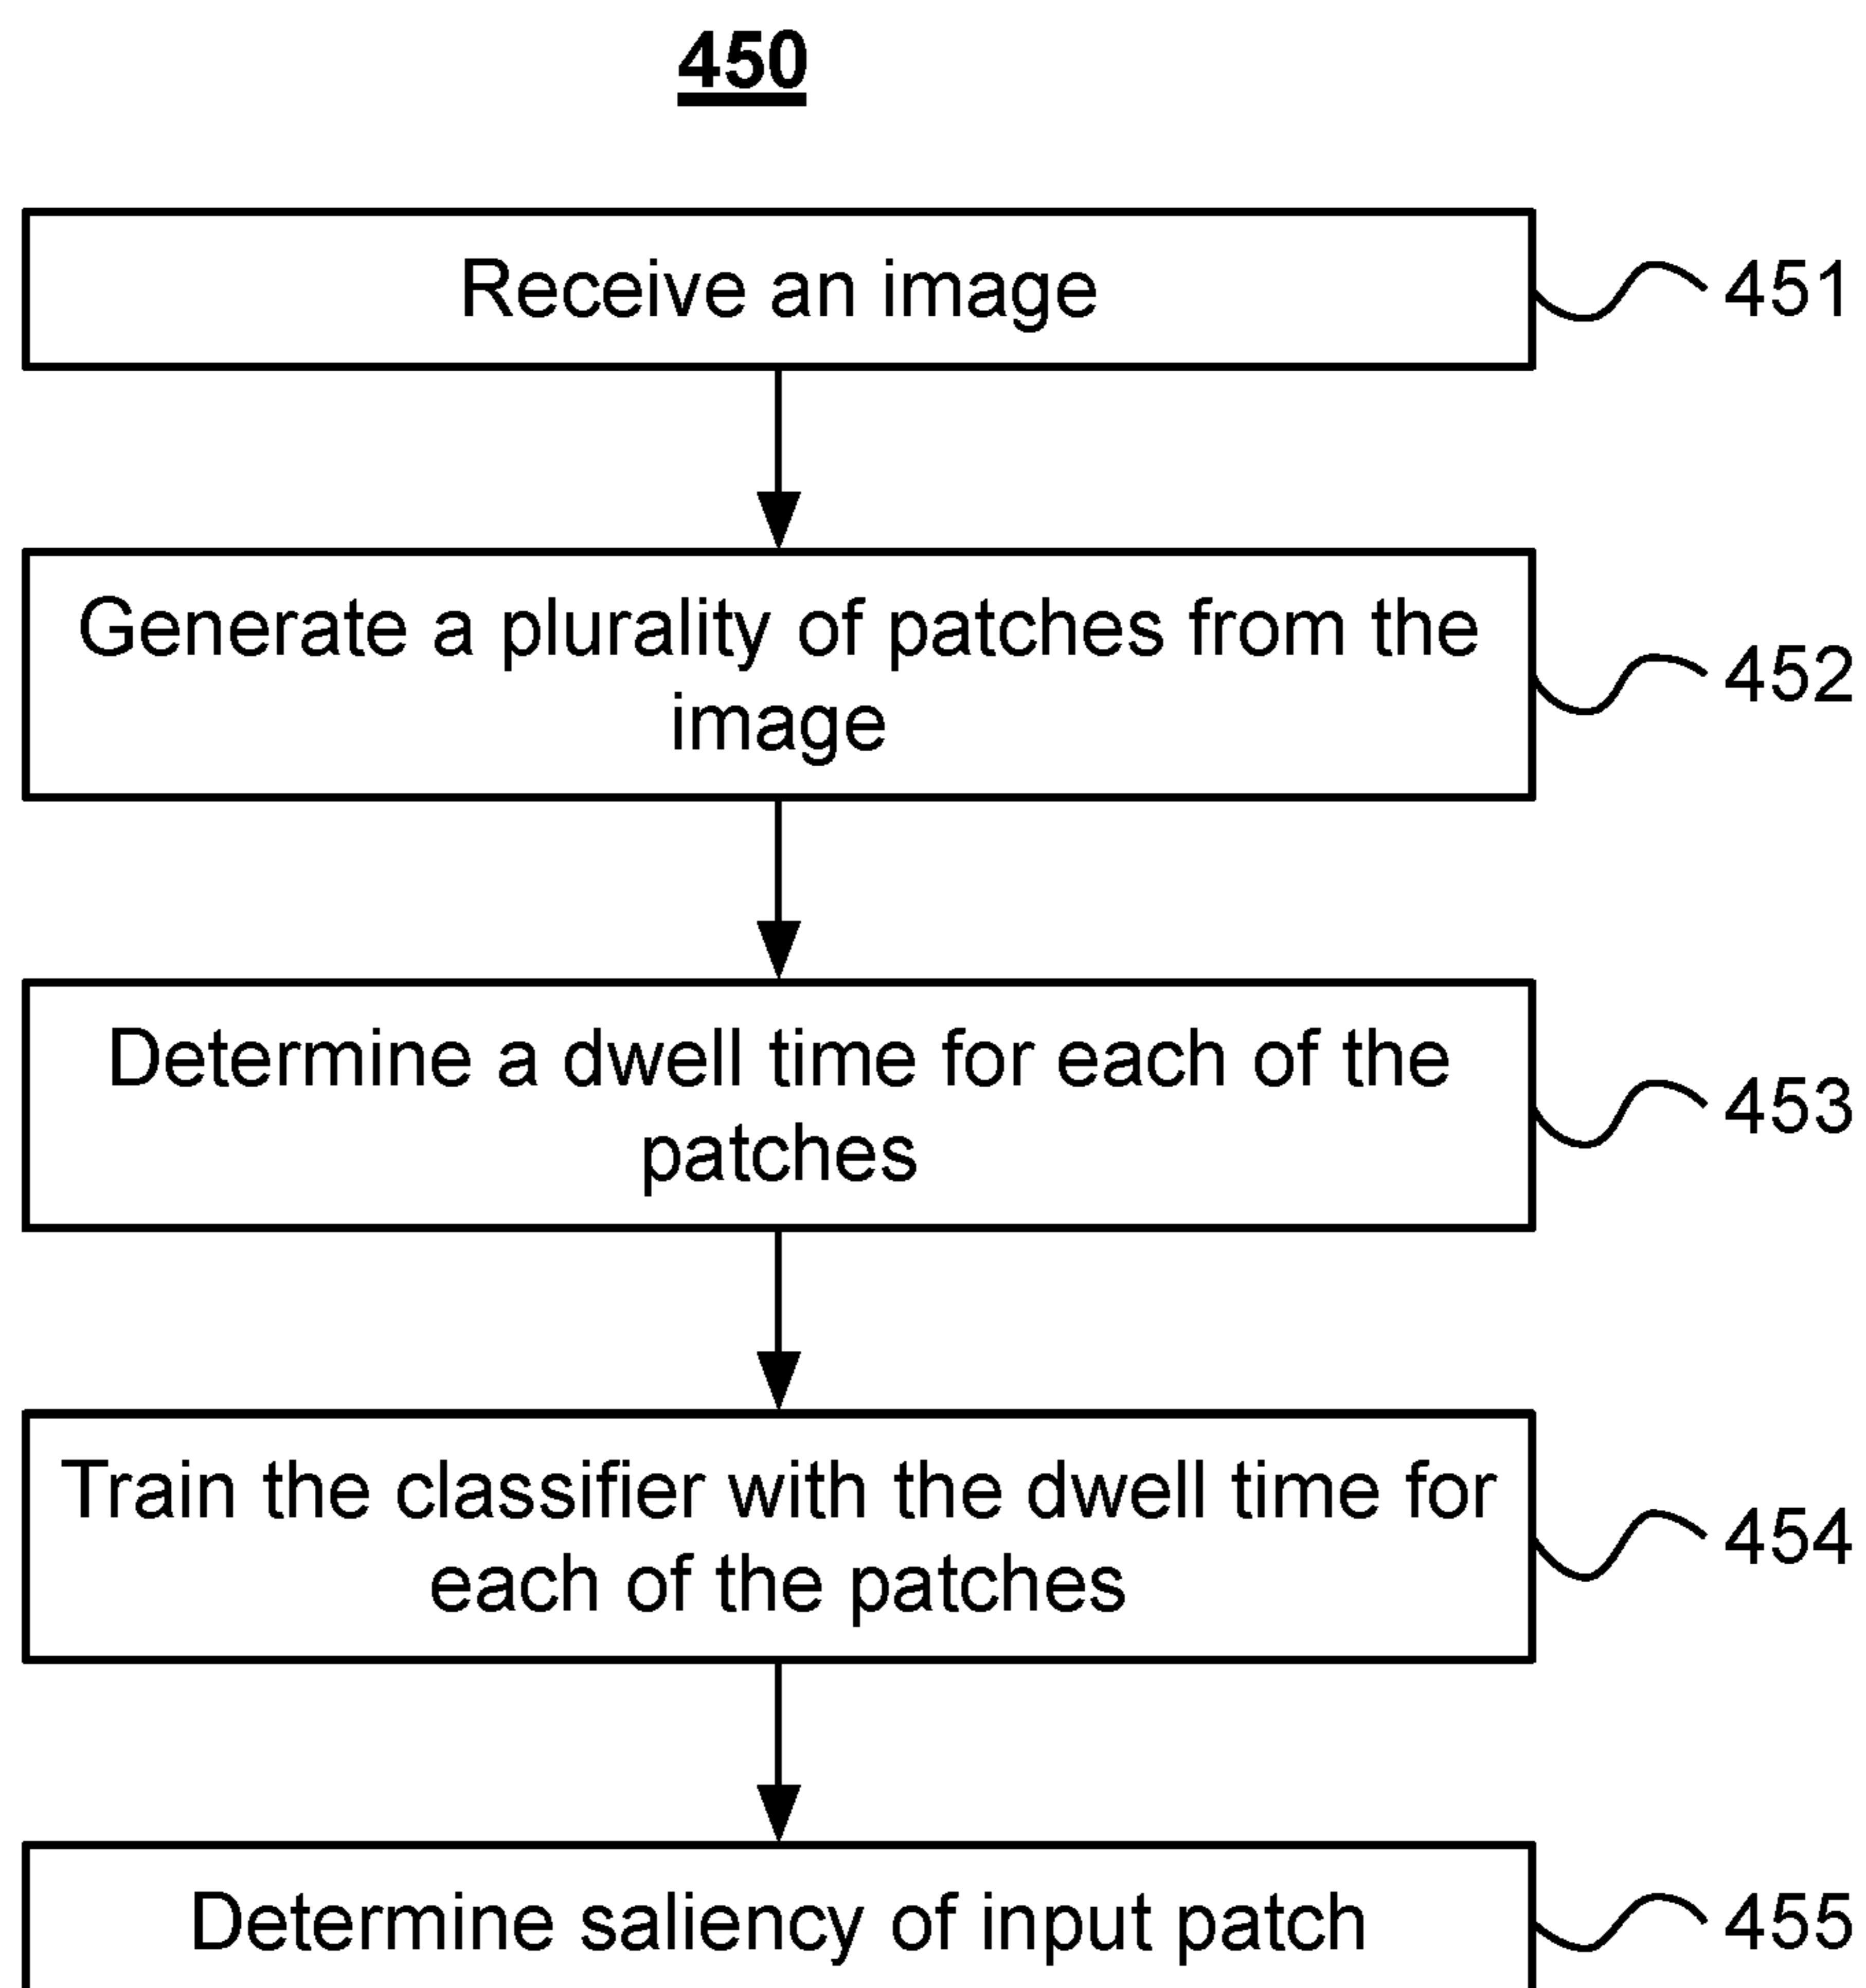 450
Receive an image
451
Generate a plurality of patches from the
image
452
Determine a dwell time for each of the
patches
453
Train the classifier with the dwell time for
each of the patches
454
Determine saliency of input patch
455